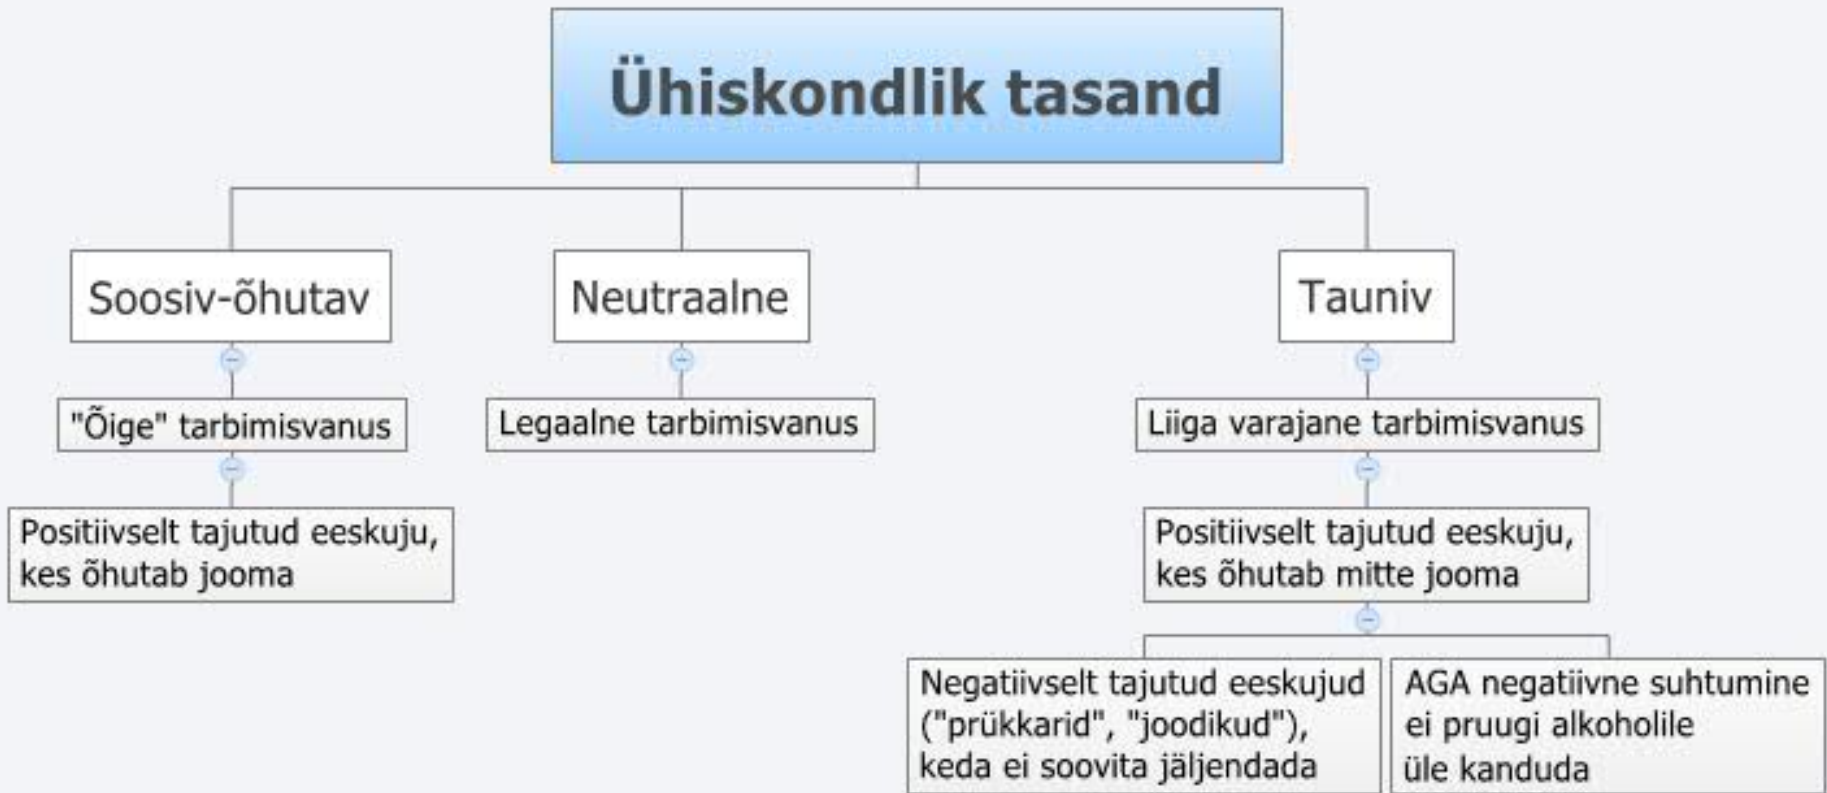 Ühiskondlik tasand
Soosiv-õhutav
Neutraalne
Tauniv
"Õige" tarbimisvanus
Legaalne tarbimisvanus
Liiga varajane tarbimisvanus
Positiivselt tajutud eeskuju,
kes õhutab jooma
Positiivselt tajutud eeskuju,
kes õhutab mitte jooma
Negatiivselt tajutud eeskujud
("prükkarid", "joodikud"),
keda ei soovita jäljendada
AGA negatiivne suhtumine
ei pruugi alkoholile
üle kanduda